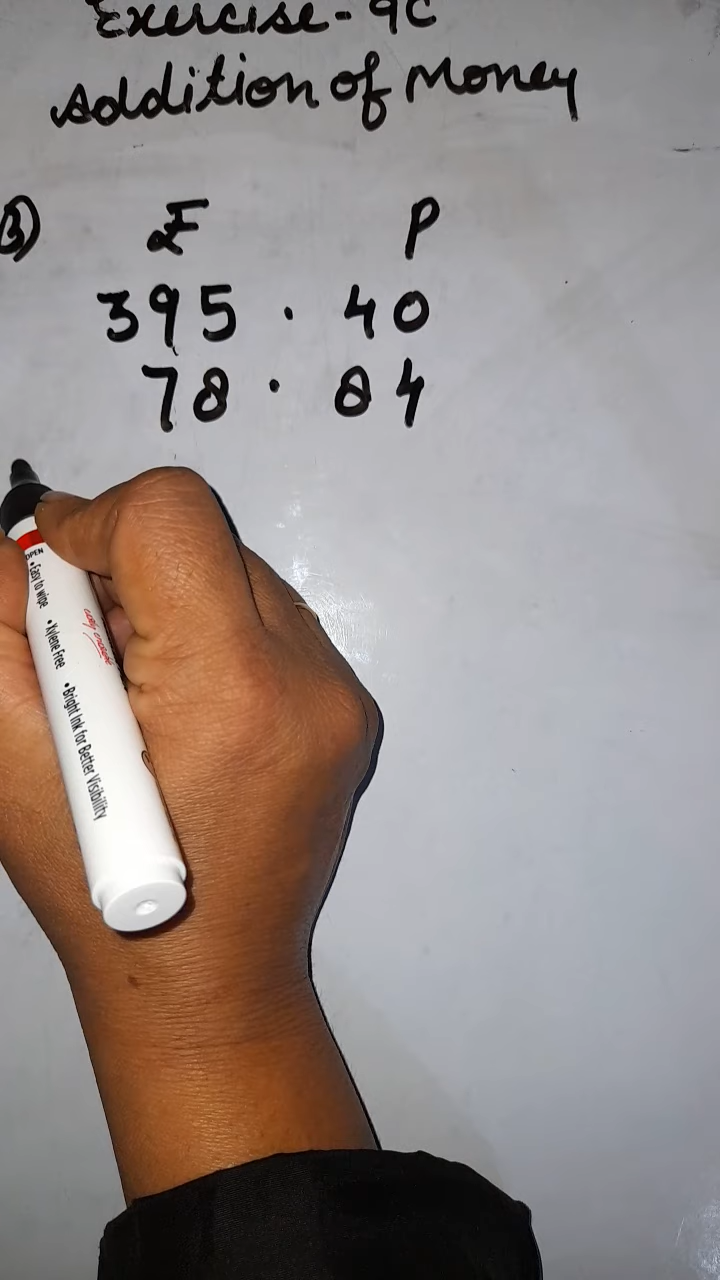 Exercise - 9C
Addition of Money
3) ₹ P
395 . 40
78 . 84
OPEN
• Easy to wipe • Xylene Free • Bright Ink for Better Visibility